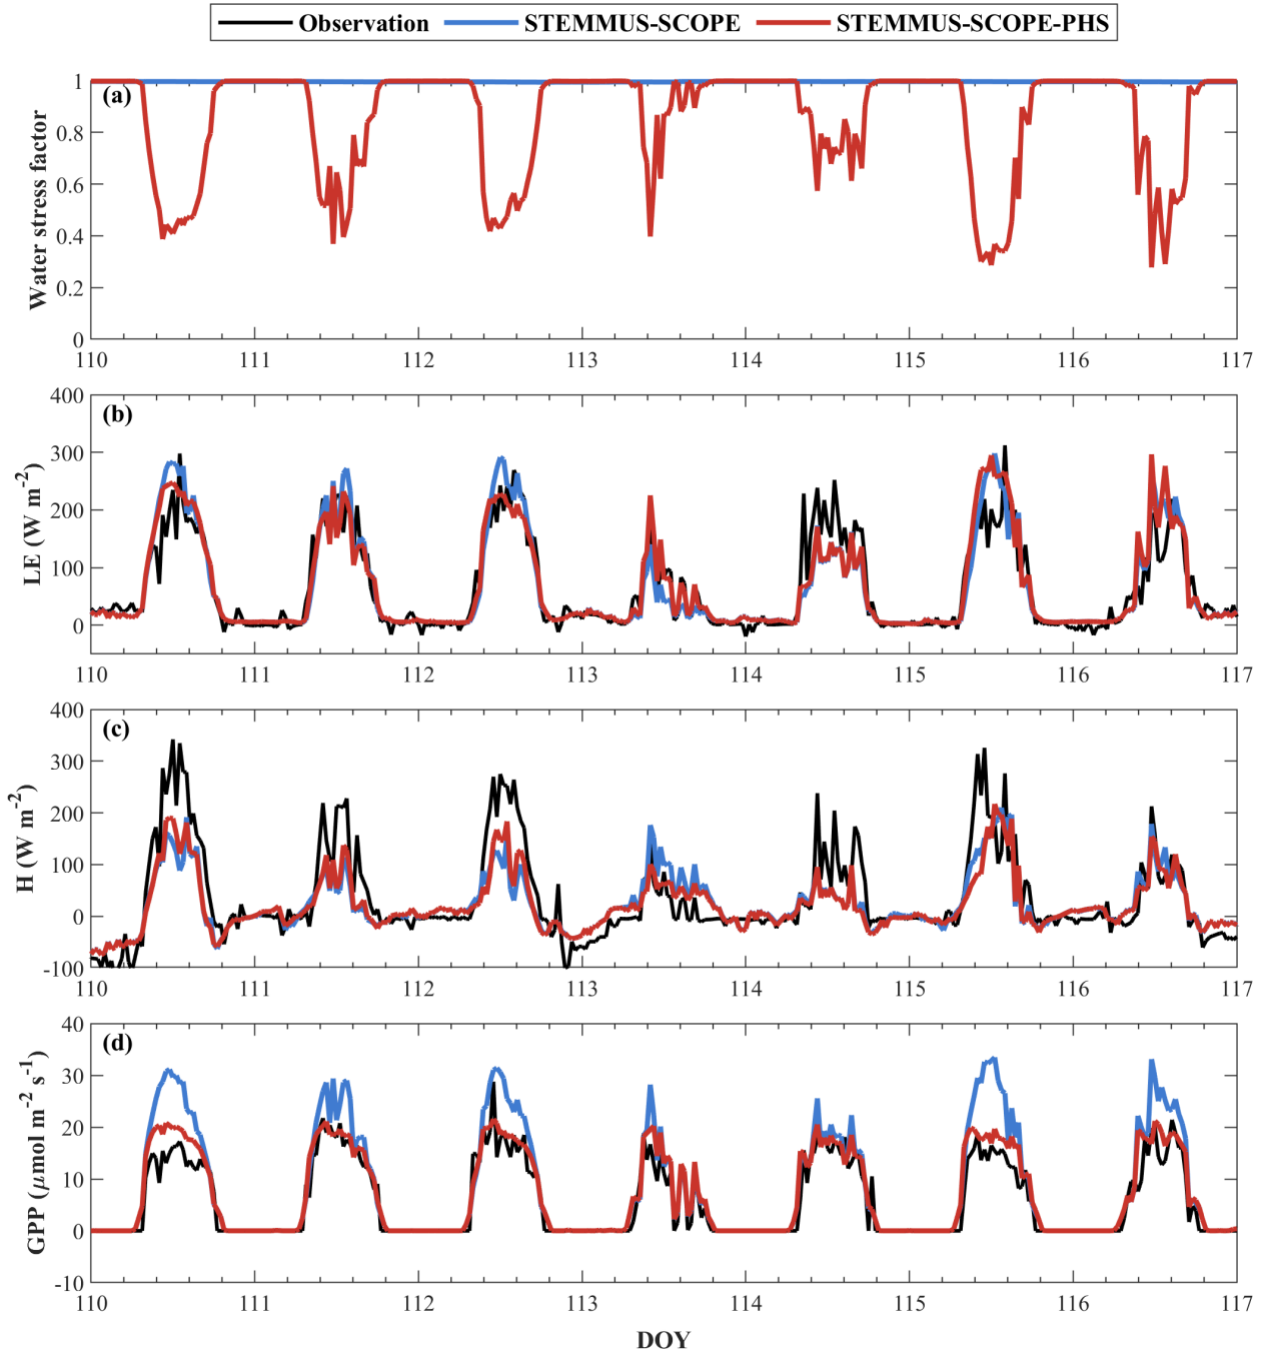 Observation STEMMUS-SCOPE STEMMUS-SCOPE-PHS
(a)
Water stress factor
1
0.8
0.6
0.4
0.2
0
110 111 112 113 114 115 116 117
(b)
LE (W m⁻²)
400
300
200
100
0
110 111 112 113 114 115 116 117
(c)
H (W m⁻²)
400
300
200
100
0
-100
110 111 112 113 114 115 116 117
(d)
GPP (μmol m⁻² s⁻¹)
40
30
20
10
0
-10
110 111 112 113 114 115 116 117
DOY